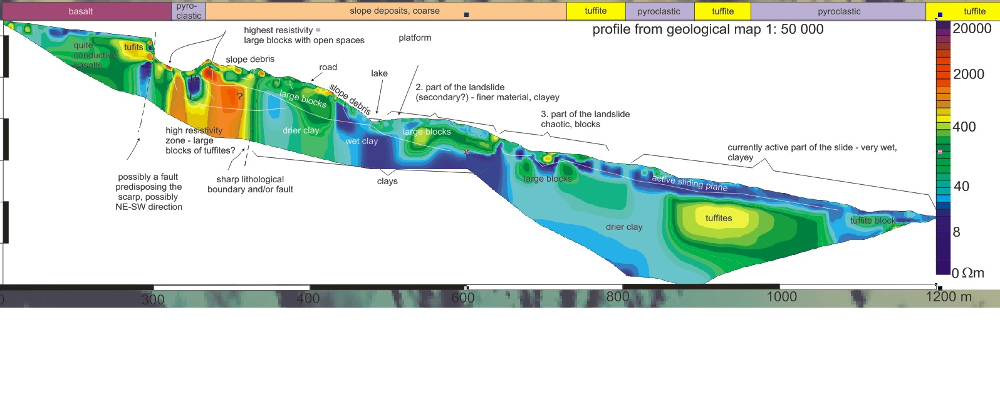 basalt
pyro-
clastic
slope deposits, coarse
tuffite
pyroclastic
tuffite
pyroclastic
tuffite
profile from geological map 1: 50 000
highest resistivity =
large blocks with open spaces
platform
quite
conductive
basalts
tufits
slope debris
road
lake
slope debris
2. part of the landslide
(secondary?) - finer material, clayey
3. part of the landslide
chaotic, blocks
currently active part of the slide - very wet,
clayey
?
large blocks
drier clay
wet clay
large blocks
high resistivity
zone - large
blocks of tuffites?
possibly a fault
predisposing the
scarp, possibly
NE-SW direction
sharp lithological
boundary and/or fault
clays
large blocks
active sliding plane
drier clay
tuffites
tuffite block
20000
2000
400
40
8
0 Ωm
0
300
400
600
800
1000
1200 m